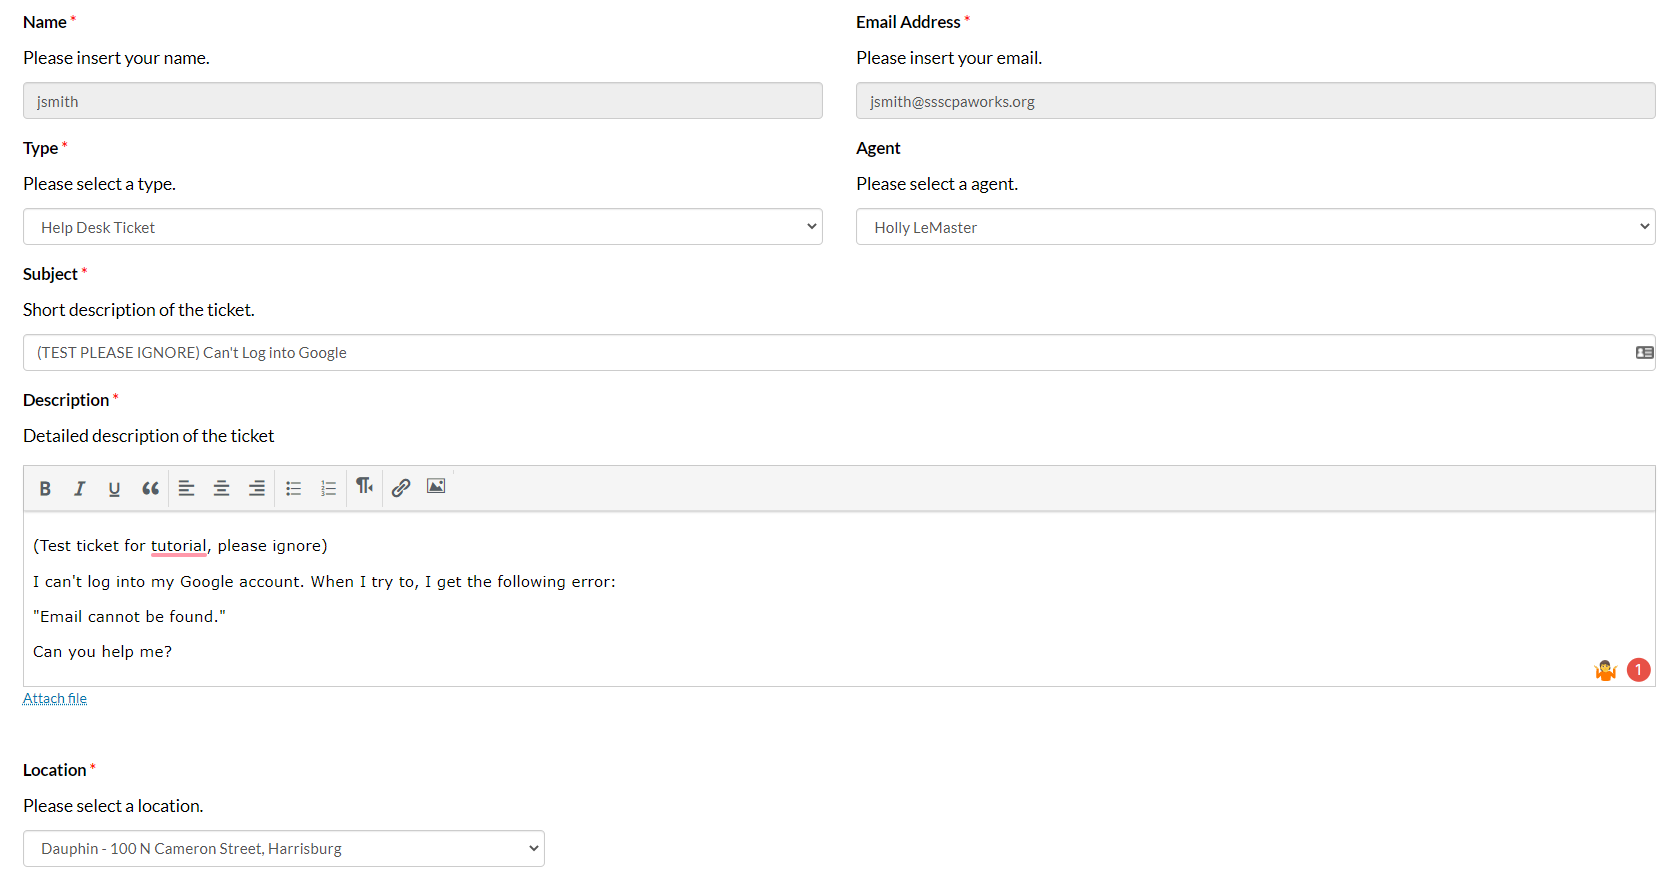 Name *
Email Address *
Please insert your name.
Please insert your email.
jsmith
jsmith@ssscpaworks.org
Type *
Agent
Please select a type.
Please select a agent.
Help Desk Ticket
Holly LeMaster
Subject *
Short description of the ticket.
(TEST PLEASE IGNORE) Can't Log into Google
Description *
Detailed description of the ticket
B I U
(Test ticket for tutorial, please ignore)
I can't log into my Google account. When I try to, I get the following error:
"Email cannot be found."
Can you help me?
1
Attach file
Location *
Please select a location.
Dauphin - 100 N Cameron Street, Harrisburg